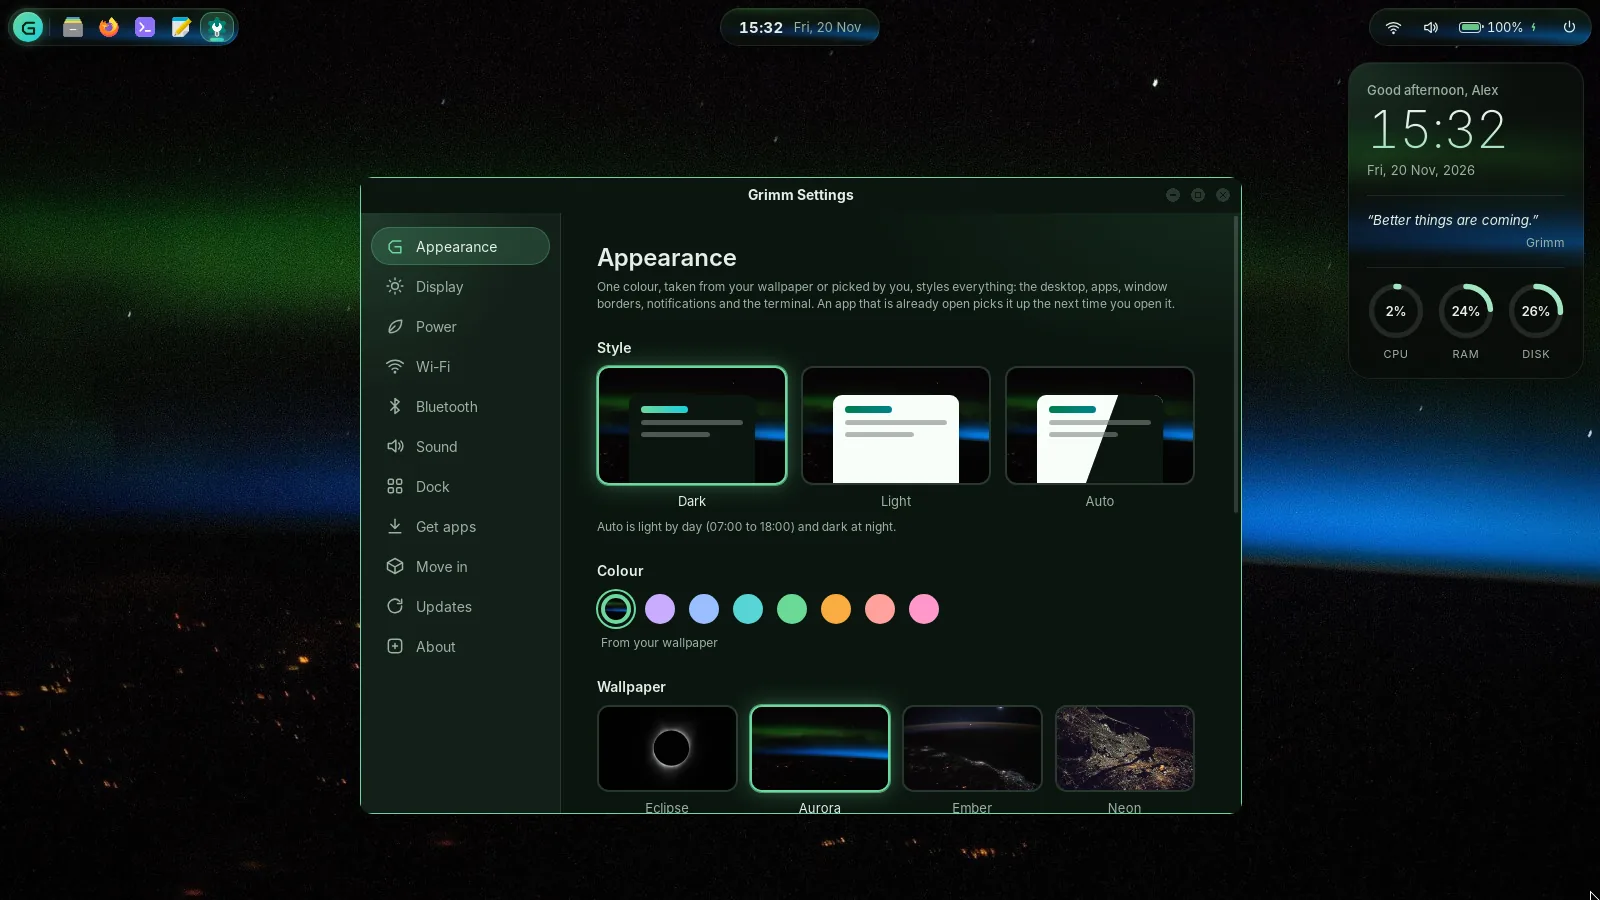 15:32 Fri, 20 Nov
100%
Good afternoon, Alex
15:32
Fri, 20 Nov, 2026
“Better things are coming.”
Grimm
2% 24% 26%
CPU RAM DISK
Grimm Settings
Appearance
Display
Power
Wi-Fi
Bluetooth
Sound
Dock
Get apps
Move in
Updates
About
Appearance
One colour, taken from your wallpaper or picked by you, styles everything: the desktop, apps, window
borders, notifications and the terminal. An app that is already open picks it up the next time you open it.
Style
Dark Light Auto
Auto is light by day (07:00 to 18:00) and dark at night.
Colour
From your wallpaper
Wallpaper
Eclipse Aurora Ember Neon